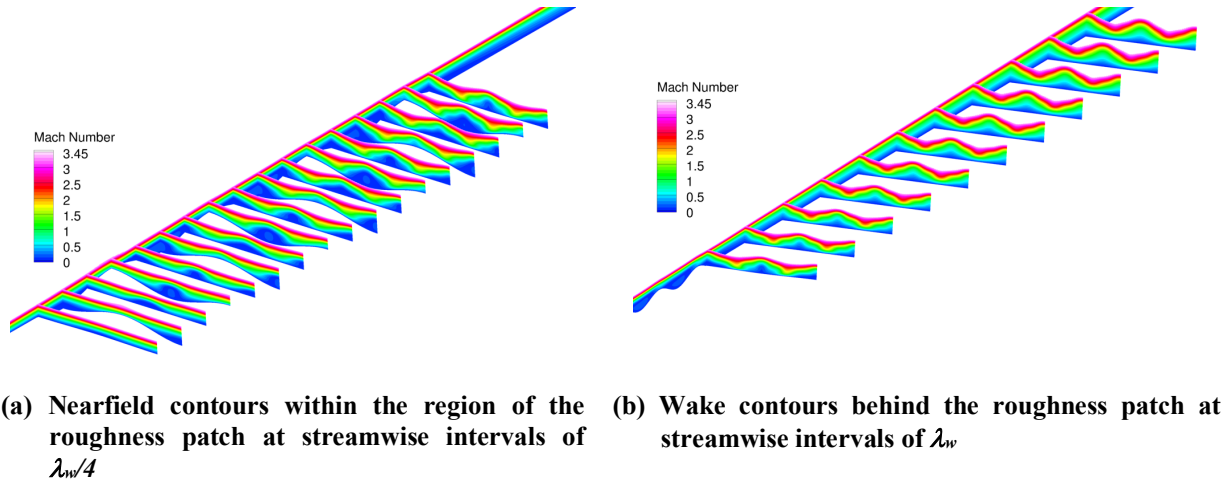 Mach Number
3.45
3
2.5
2
1.5
1
0.5
0
Mach Number
3.45
3
2.5
2
1.5
1
0.5
0
(a) Nearfield contours within the region of the
roughness patch at streamwise intervals of
λw/4
(b) Wake contours behind the roughness patch at
streamwise intervals of λw